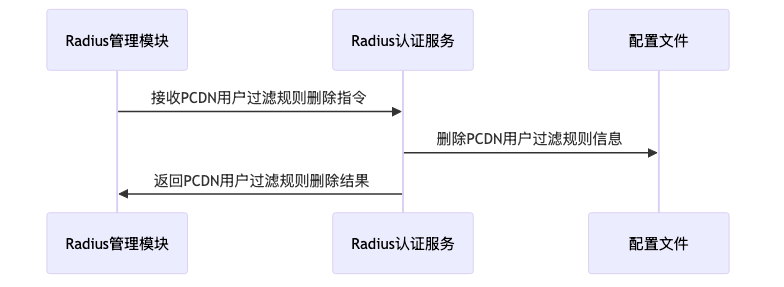 Radius管理模块
Radius认证服务
配置文件
接收PCDN用户过滤规则删除指令
删除PCDN用户过滤规则信息
返回PCDN用户过滤规则删除结果
Radius管理模块
Radius认证服务
配置文件